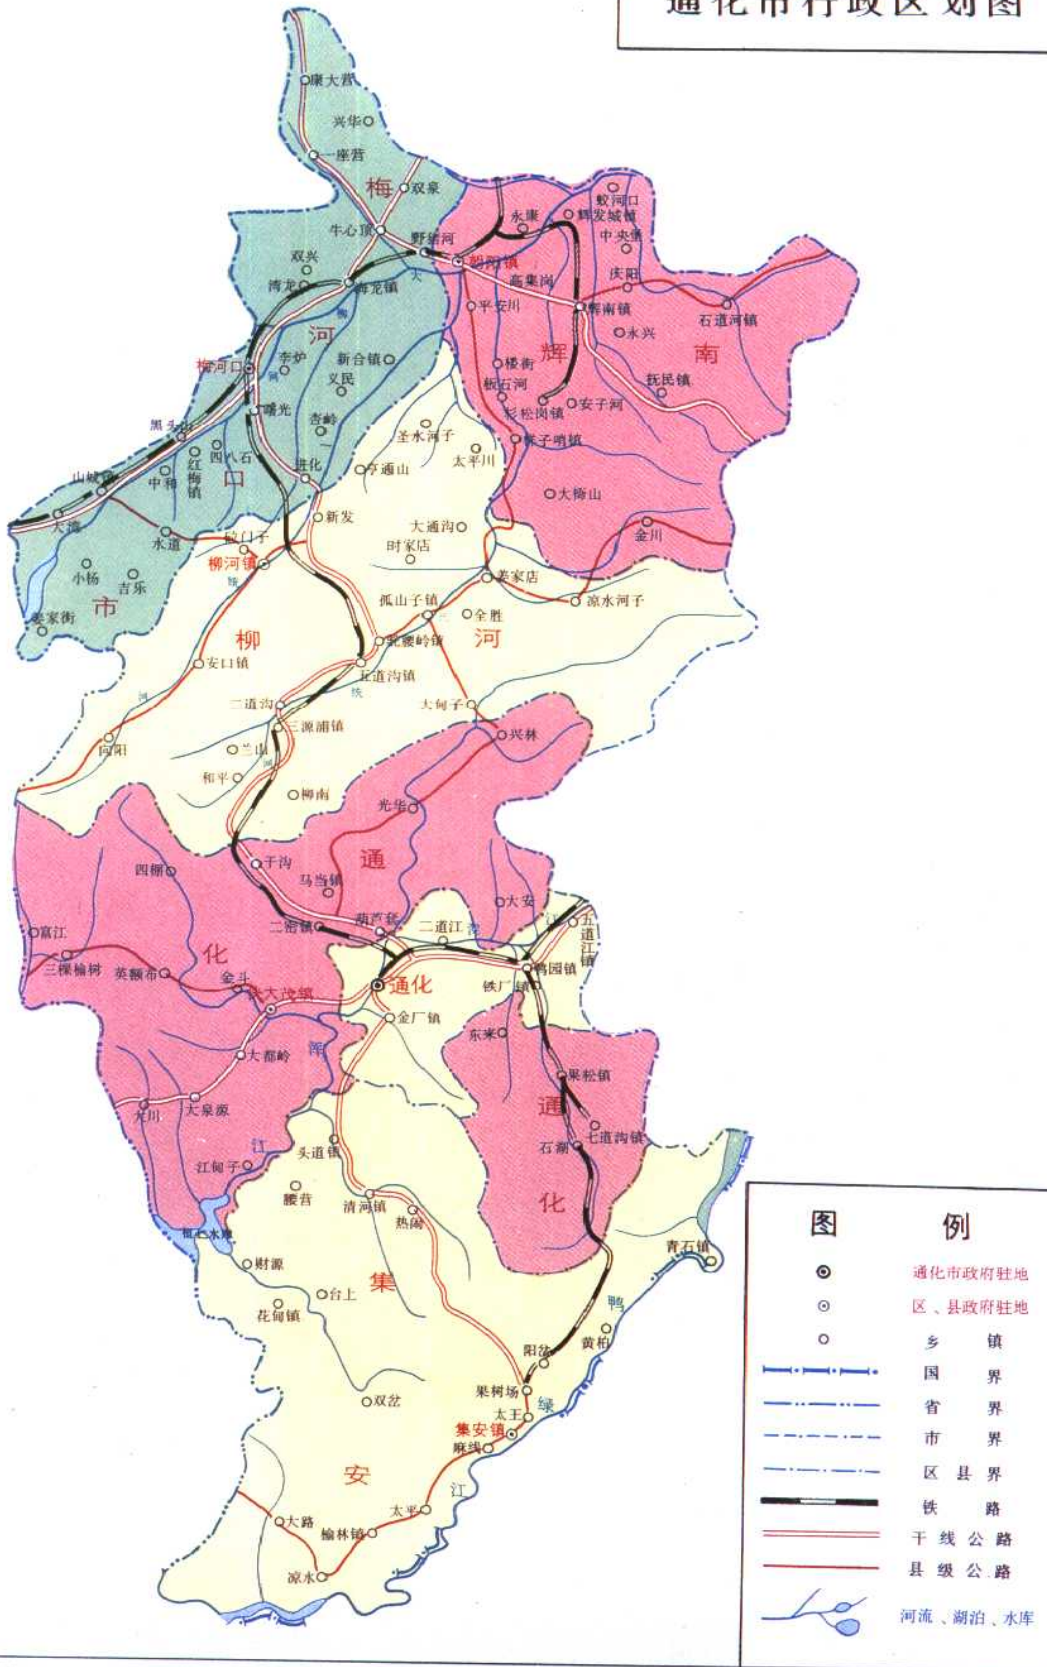 通化市行政区划图
康大营
兴华
一座营
梅
双泉
牛心顶
野猪河
双兴
湾龙
海龙镇
大
柳
河
李炉
新合镇
梅河口
河
义民
曙光
杏岭
黑头山
四八石
红梅镇
中和
口
进化
山城镇
大湾
水道
小杨
吉乐
市
姜家街
蛟河口
永康
辉发城镇
中央堡
朝阳镇
高集岗
庆阳
平安川
辉南镇
石道河镇
永兴
辉
南
楼街
板石河
抚民镇
杉松岗镇
安子河
样子哨镇
大椅山
金川
圣水河子
太平川
亨通山
新发
大通沟
时家店
柳河镇
姜家店
凉水河子
孤山子镇
全胜
三
柳
河
驼腰岭镇
安口镇
五道沟镇
统
二道沟
大甸子
河
三源浦镇
向阳
兰山
河
和平
柳南
兴林
光华
干沟
通
四棚
马当镇
大安
葫芦套
二道江
江
五道江镇
二密镇
富江
化
三棵榆树
英额布
金斗
快大茂镇
通化
鸭园镇
铁厂镇
金厂镇
东来
浑
大都岭
果松镇
大川
大泉源
通
七道沟镇
石湖
江
头道镇
江甸子
腰营
清河镇
热闹
化
桓仁水库
青石镇
财源
集
台上
花甸镇
鸭
黄柏
阳岔
果树场
双岔
绿
太王
集安镇
麻线
安
江
太平
大路
榆林镇
凉水
图 例
通化市政府驻地
区、县政府驻地
乡 镇
国 界
省 界
市 界
区 县 界
铁 路
干 线 公 路
县 级 公 路
河流、湖泊、水库